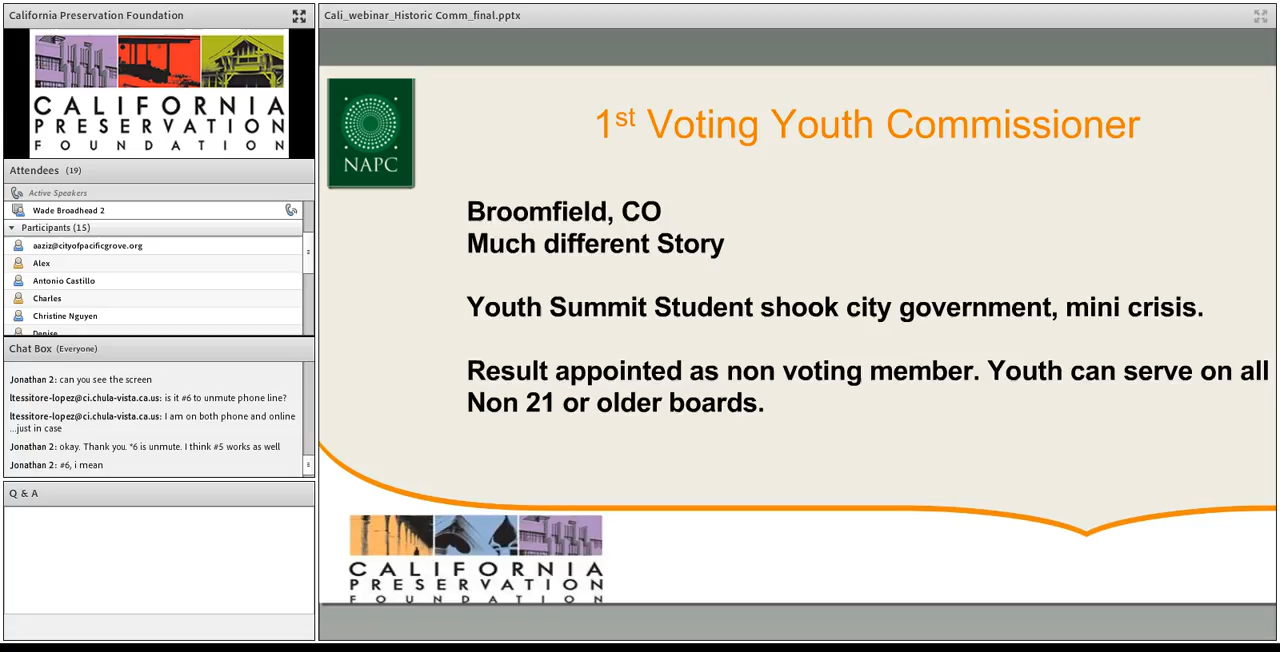 California Preservation Foundation
CALIFORNIA
PRESERVATION
FOUNDATION
Attendees (19)
Active Speakers
Wade Broadhead 2
Participants (15)
aaziz@cityofpacificgrove.org
Alex
Antonio Castillo
Charles
Christine Nguyen
Denise
Chat Box (Everyone)
Jonathan 2: can you see the screen
ltessitore-lopez@ci.chula-vista.ca.us: is it #6 to unmute phone line?
ltessitore-lopez@ci.chula-vista.ca.us: I am on both phone and online
...just in case
Jonathan 2: okay. Thank you. *6 is unmute. I think #5 works as well
Jonathan 2: #6, i mean
Q & A
Cali_webinar_Historic Comm_final.pptx
NAPC
1st Voting Youth Commissioner
Broomfield, CO
Much different Story
Youth Summit Student shook city government, mini crisis.
Result appointed as non voting member. Youth can serve on all
Non 21 or older boards.
CALIFORNIA
PRESERVATION
FOUNDATION